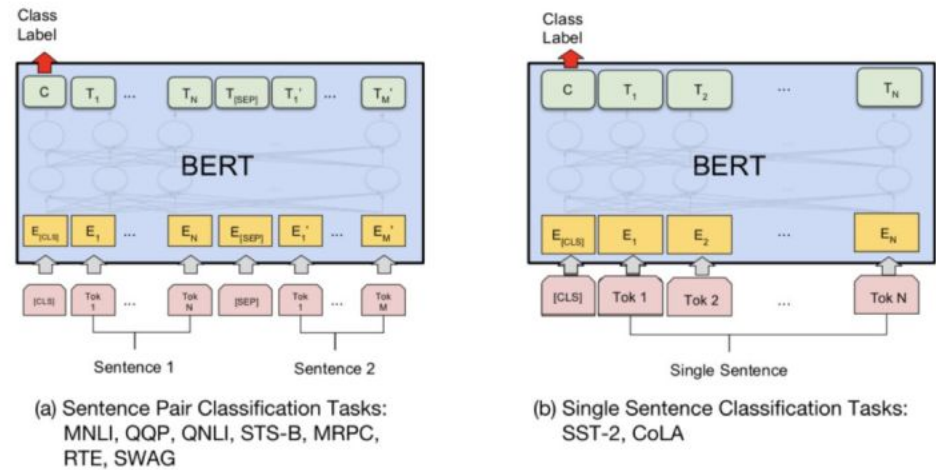 Class
Label
C T1 ... TN T[SEP] T1' ... TM'
BERT
E[CLS] E1 ... EN E[SEP] E1' ... EM'
[CLS] Tok 1 ... Tok N [SEP] Tok 1 ... Tok M
Sentence 1 Sentence 2
(a) Sentence Pair Classification Tasks:
MNLI, QQP, QNLI, STS-B, MRPC,
RTE, SWAG
Class
Label
C T1 T2 ... TN
BERT
E[CLS] E1 E2 ... EN
[CLS] Tok 1 Tok 2 ... Tok N
Single Sentence
(b) Single Sentence Classification Tasks:
SST-2, CoLA